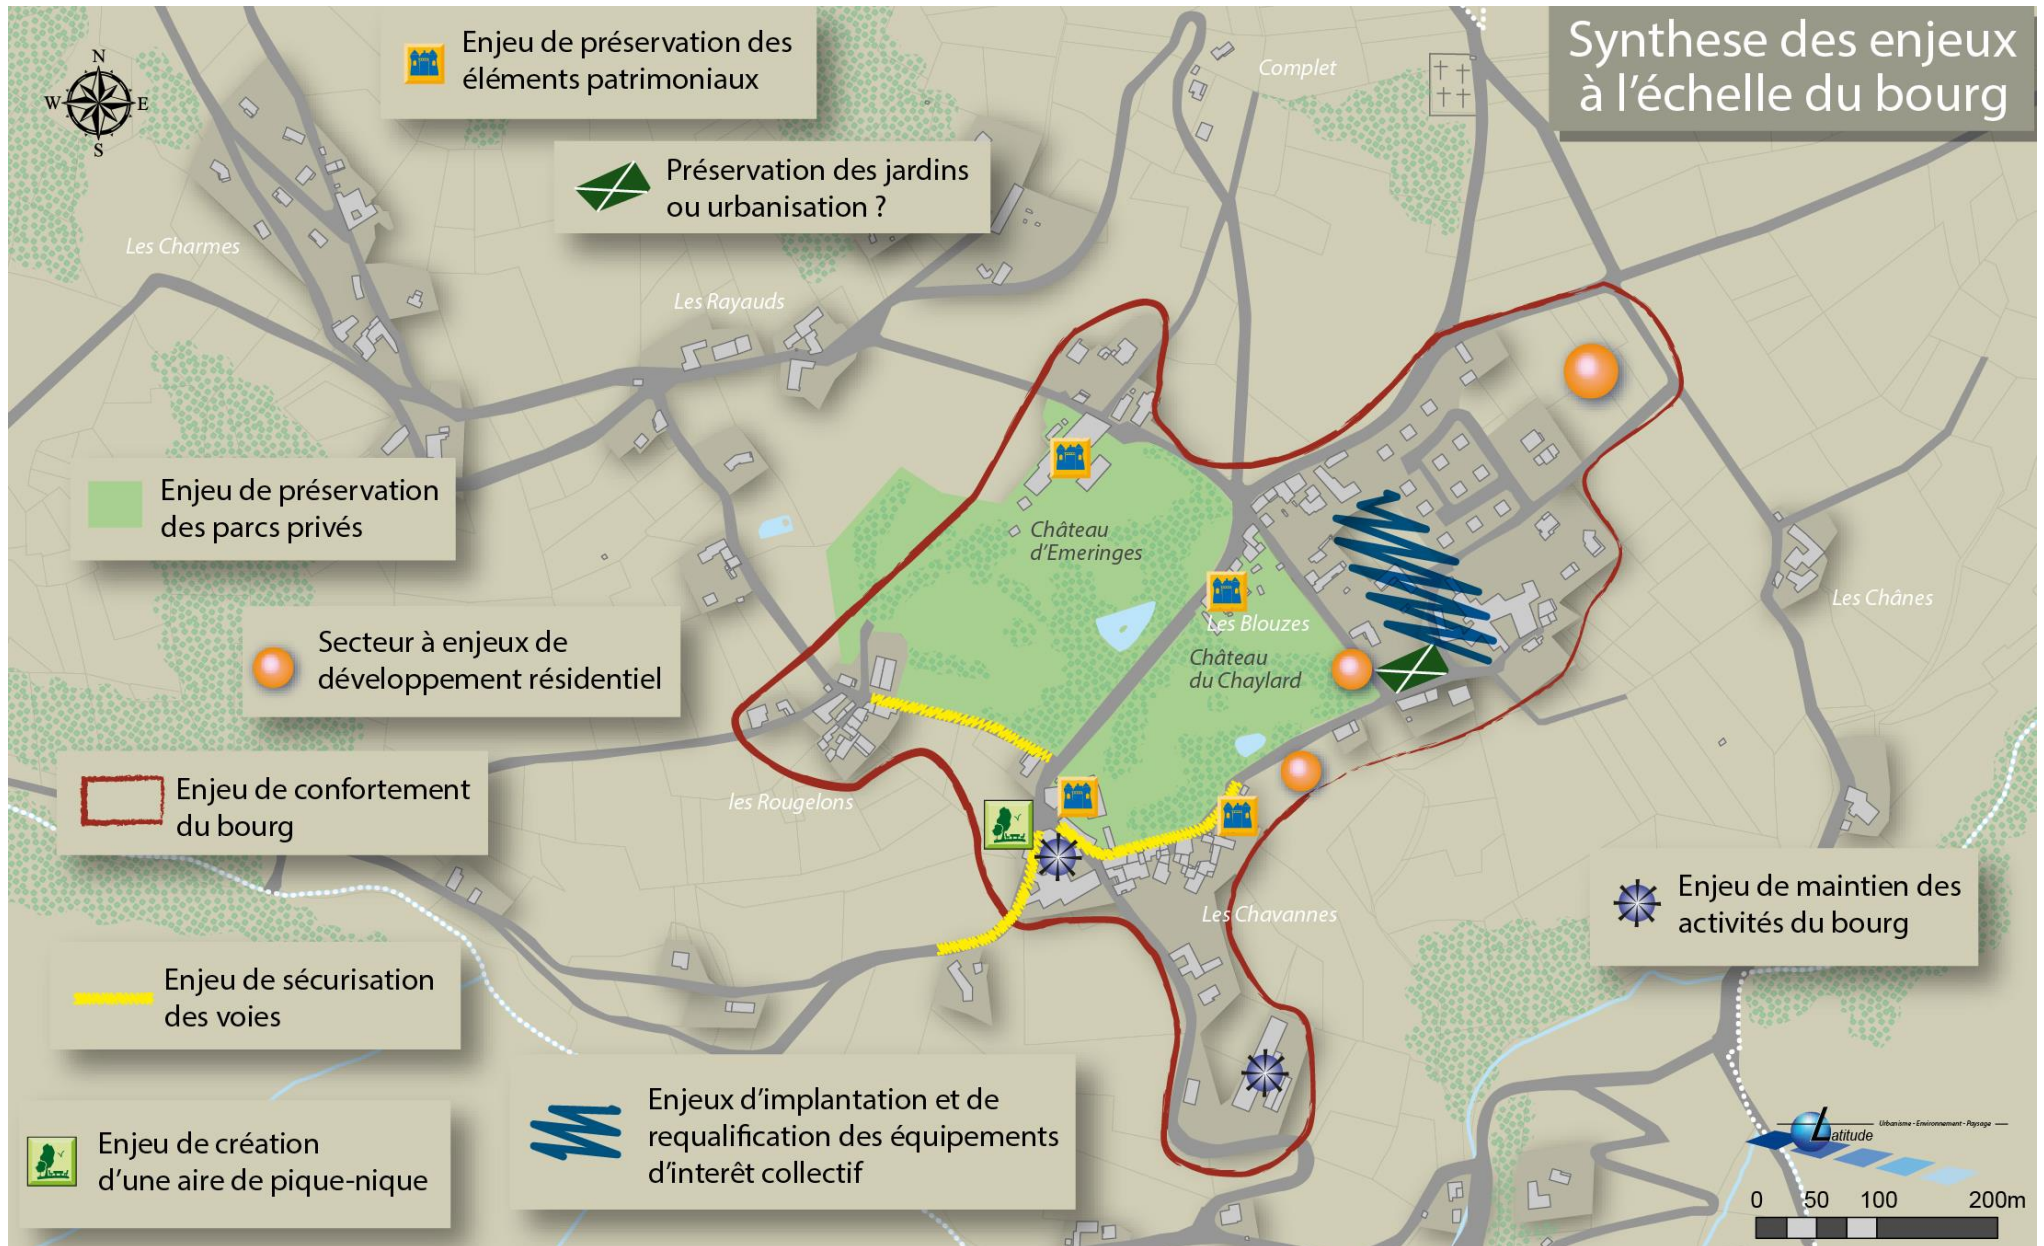 Synthese des enjeux
à l'échelle du bourg
N
W
E
S
Enjeu de préservation des
éléments patrimoniaux
Préservation des jardins
ou urbanisation ?
Complet
Les Charmes
Les Rayauds
Enjeu de préservation
des parcs privés
Château
d'Emeringes
Les Blouzes
Château
du Chaylard
Les Chânes
Secteur à enjeux de
développement résidentiel
Enjeu de confortement
du bourg
les Rougelons
Les Chavannes
Enjeu de maintien des
activités du bourg
Enjeu de sécurisation
des voies
Enjeux d'implantation et de
requalification des équipements
d'interêt collectif
Enjeu de création
d'une aire de pique-nique
Latitude
Urbanisme - Environnement - Paysage
0 50 100 200m